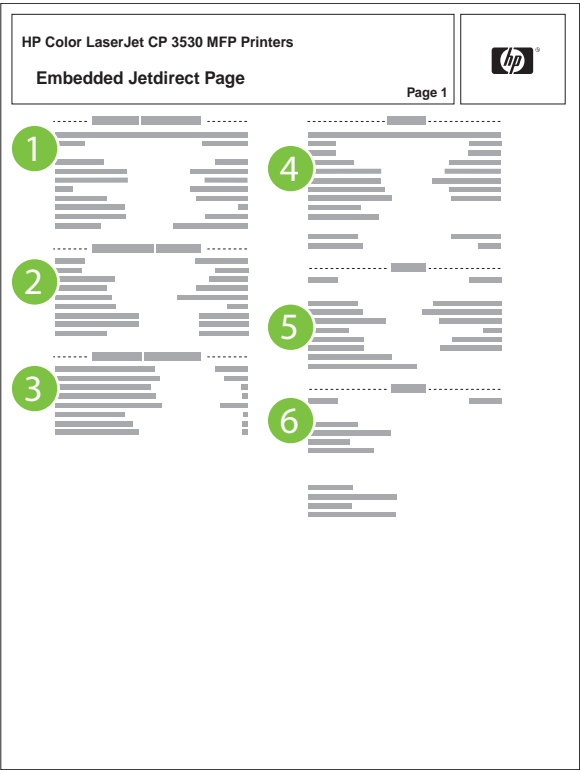 HP Color LaserJet CP 3530 MFP Printers
Embedded Jetdirect Page
Page 1
hp ®
1
2
3
4
5
6